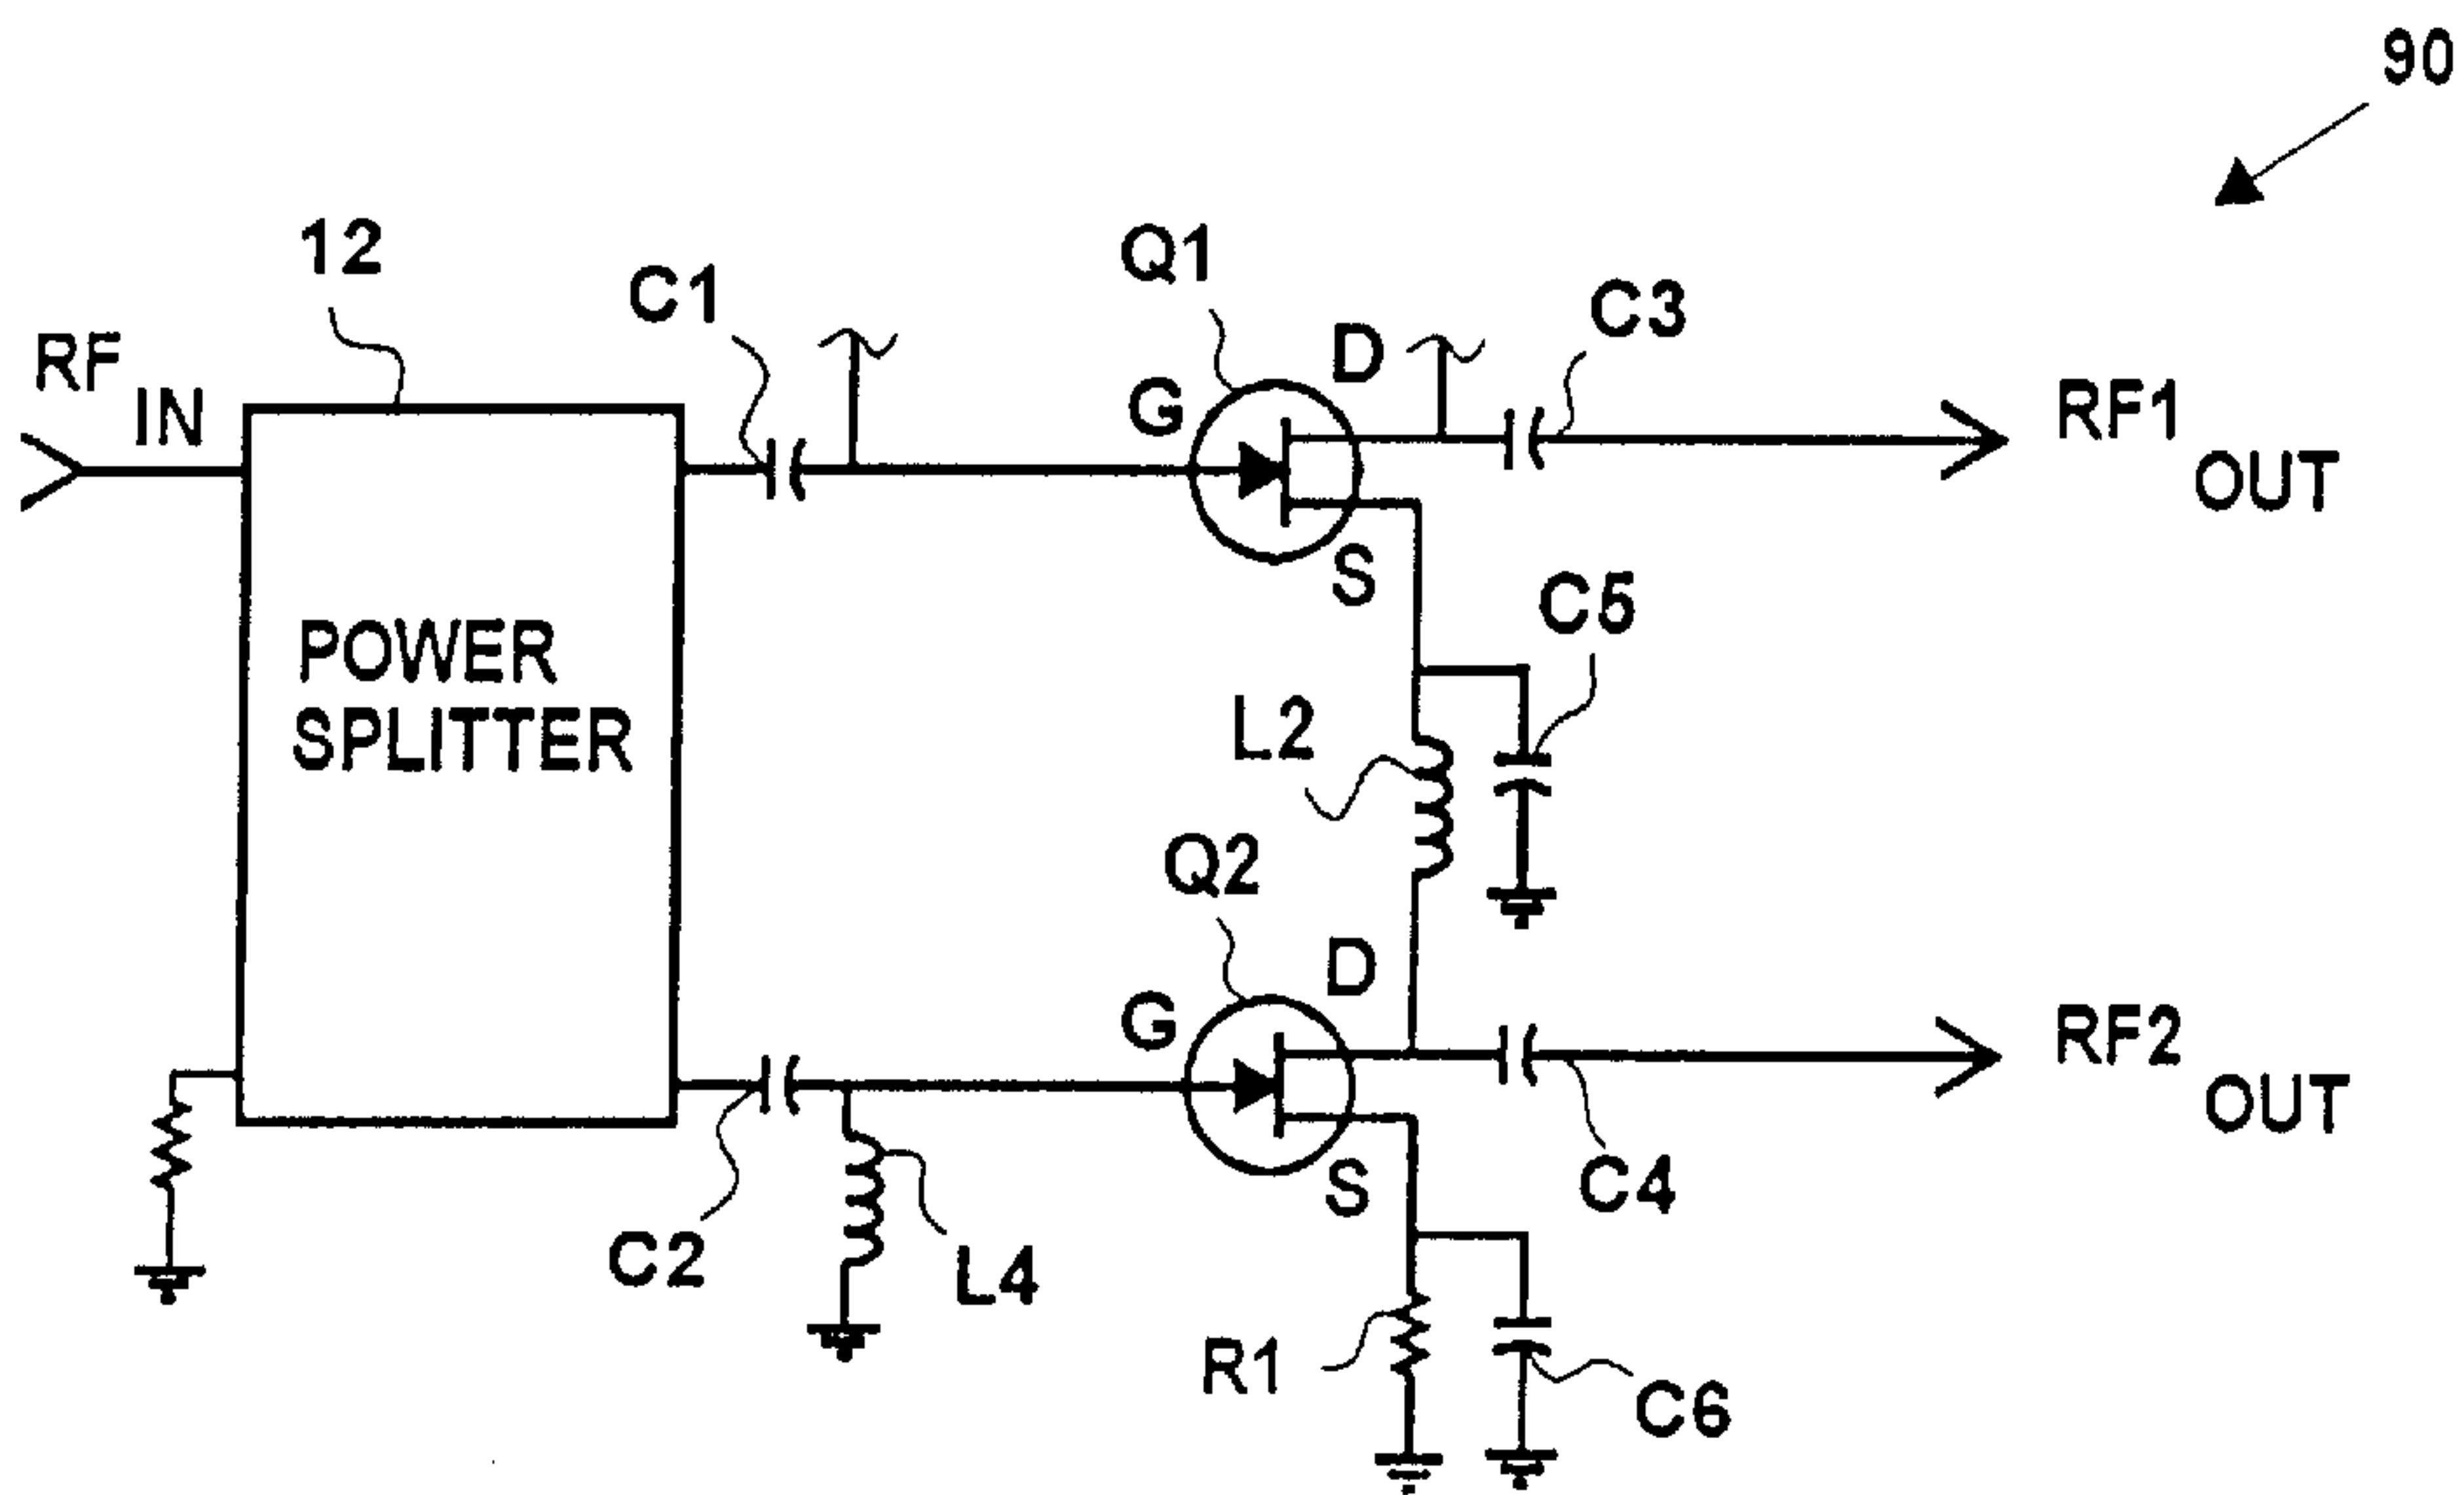 90
12
C1
Q1
C3
RF IN
G
D
RF1 OUT
S
C5
POWER
SPLITTER
L2
Q2
D
G
RF2 OUT
S
C4
C2
L4
R1
C6